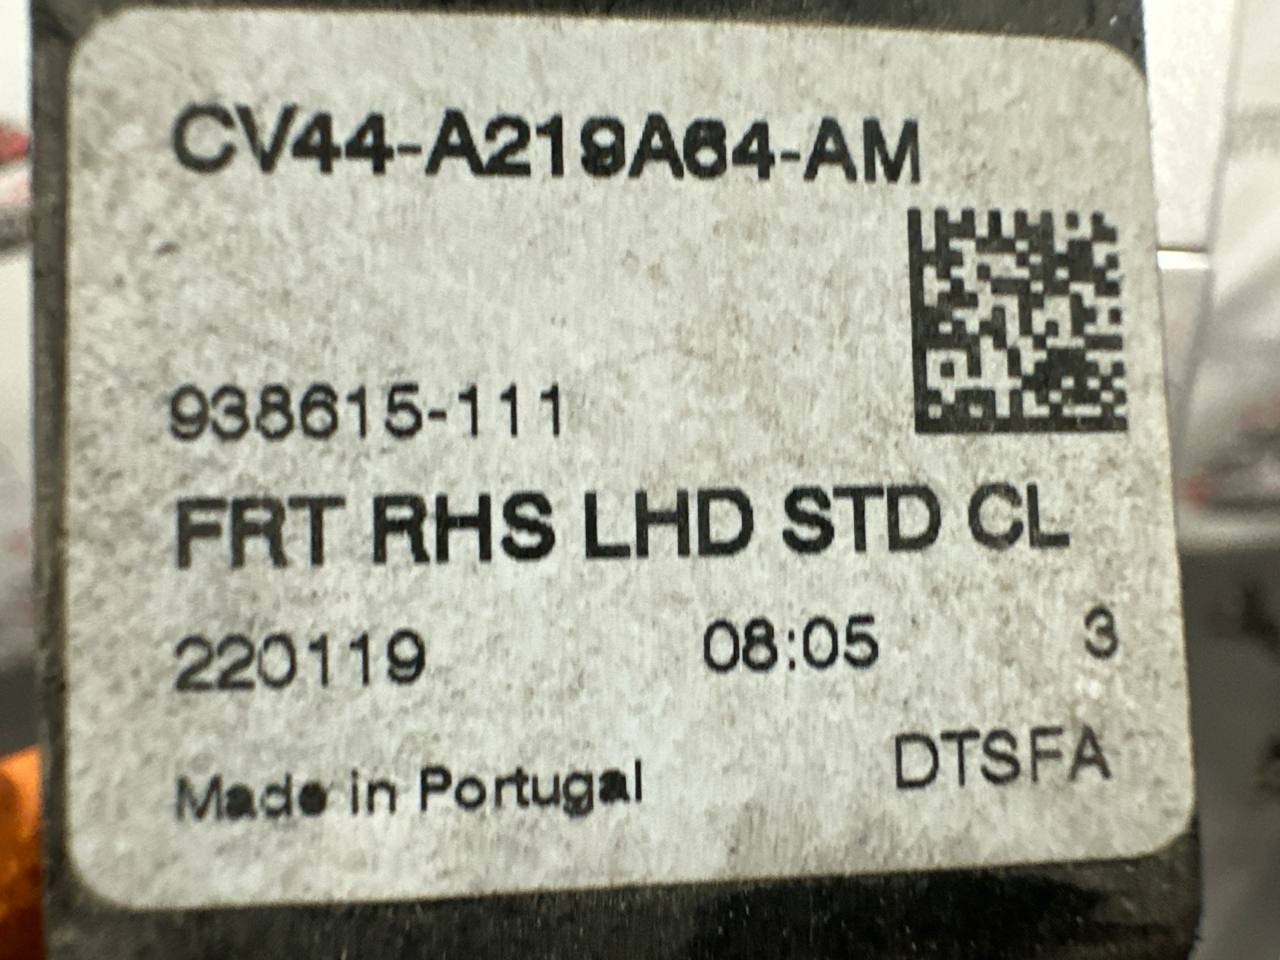 CV44-A219A64-AM
938615-111
FRT RHS LHD STD CL
220119 08:05 3
Made in Portugal DTSFA